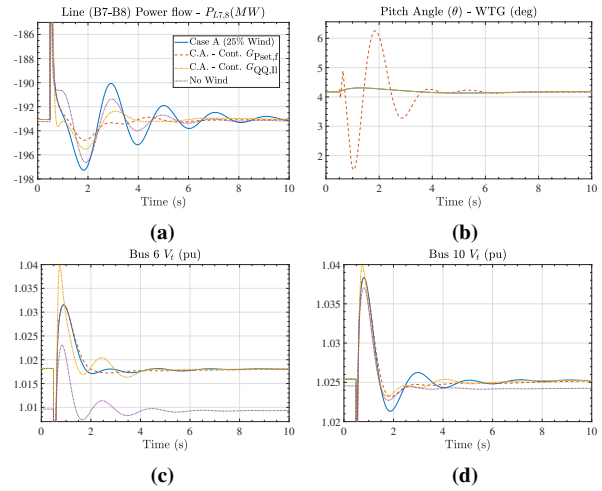 Line (B7-B8) Power flow - P_{L7,8}(MW)
-186
-188
-190
-192
-194
-196
-198
Case A (25% Wind)
C.A. - Cont. G_{Pset,f}
C.A. - Cont. G_{QQ,Il}
No Wind
0 2 4 6 8 10
Time (s)
(a)
Pitch Angle (θ) - WTG (deg)
6
5
4
3
2
0 2 4 6 8 10
Time (s)
(b)
Bus 6 V_t (pu)
1.04
1.03
1.02
1.01
0 2 4 6 8 10
Time (s)
(c)
Bus 10 V_t (pu)
1.04
1.035
1.03
1.025
1.02
0 2 4 6 8 10
Time (s)
(d)